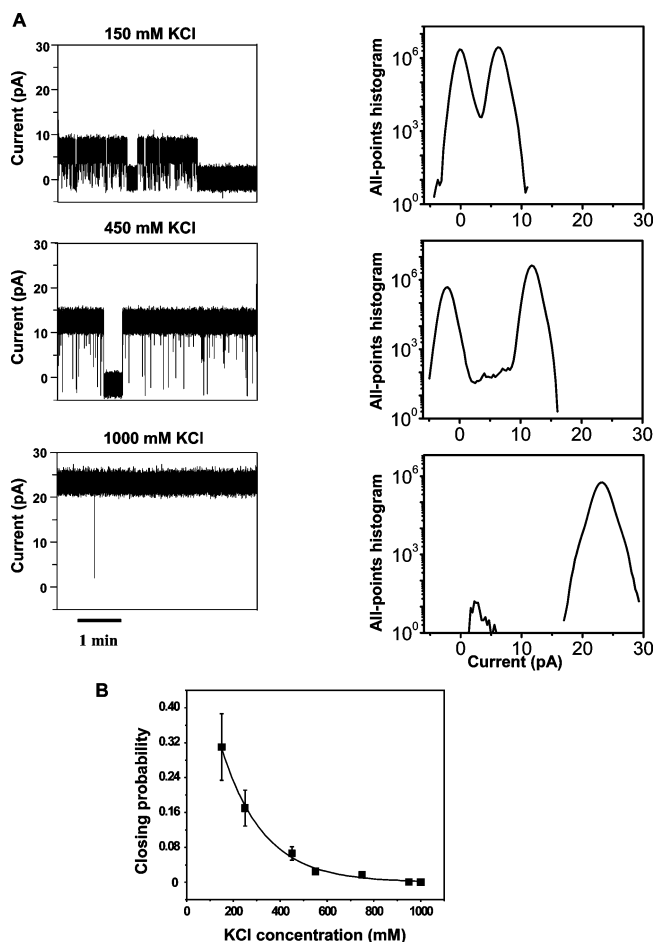 A
150 mM KCl
Current (pA)
30
20
10
0
All-points histogram
10^6
10^3
10^0
0 10 20 30
450 mM KCl
Current (pA)
30
20
10
0
All-points histogram
10^6
10^3
10^0
0 10 20 30
1000 mM KCl
Current (pA)
30
20
10
0
1 min
All-points histogram
10^6
10^3
10^0
0 10 20 30
Current (pA)
B
Closing probability
0.40
0.32
0.24
0.16
0.08
0
200 400 600 800 1000
KCl concentration (mM)